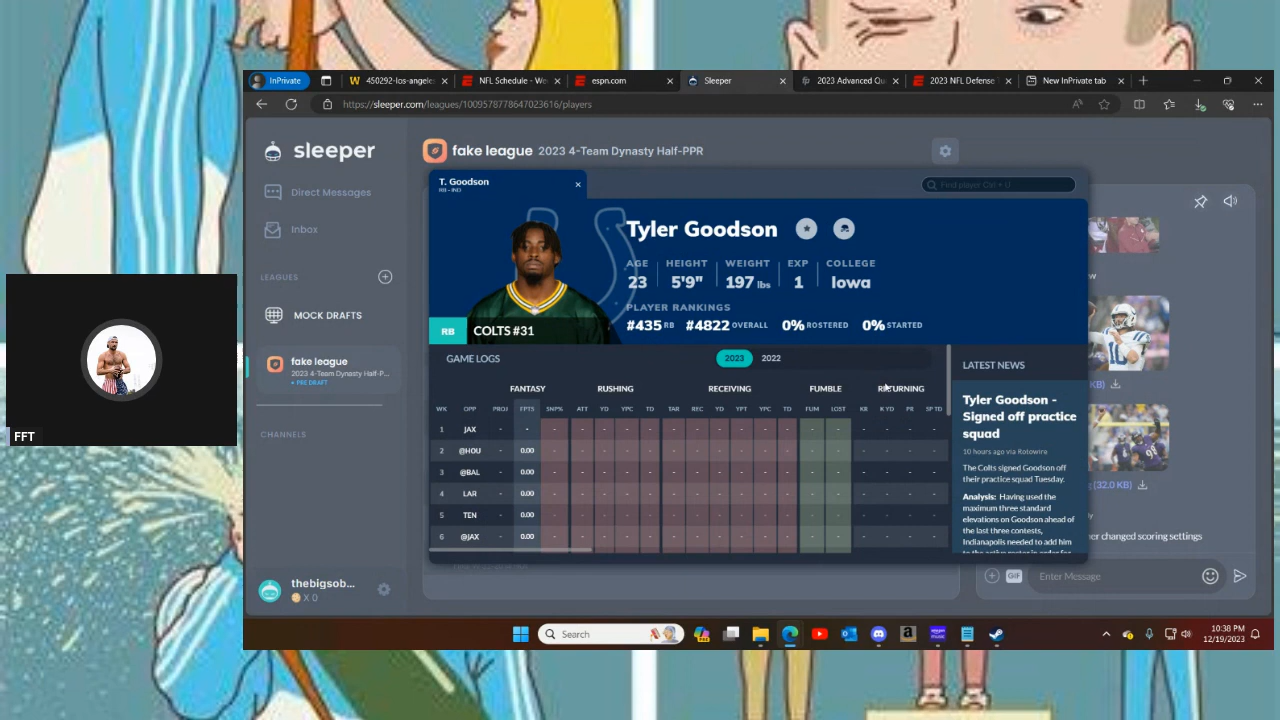 InPrivate
450292-los-angele
NFL Schedule - We
espn.com
Sleeper
2023 Advanced Qu
2023 NFL Defense
New InPrivate tab
https://sleeper.com/leagues/1009578778647023616/players
sleeper
Direct Messages
Inbox
LEAGUES
MOCK DRAFTS
fake league
2023 4-Team Dynasty Half-P...
PRE DRAFT
CHANNELS
thebigsob...
X 0
FFT
fake league 2023 4-Team Dynasty Half-PPR
T. Goodson
RB - IND
Find player Ctrl + U
Tyler Goodson
AGE HEIGHT WEIGHT EXP COLLEGE
23 5'9" 197 lbs 1 Iowa
PLAYER RANKINGS
#435 RB #4822 OVERALL 0% ROSTERED 0% STARTED
RB COLTS #31
GAME LOGS 2023 2022
FANTASY RUSHING RECEIVING FUMBLE RETURNING
WK OPP PROJ FPTS SNP% ATT YD YPC TD TAR REC YD YPT YPC TD FUM LOST KR K YD PR SP TD
1 JAX - - - - - - - - - - - - - - - - - - -
2 @HOU - 0.00 - - - - - - - - - - - - - - - - -
3 @BAL - 0.00 - - - - - - - - - - - - - - - - -
4 LAR - 0.00 - - - - - - - - - - - - - - - - -
5 TEN - 0.00 - - - - - - - - - - - - - - - - -
6 @JAX - 0.00 - - - - - - - - - - - - - - - - -
LATEST NEWS
Tyler Goodson -
Signed off practice
squad
10 hours ago via Rotowire
The Colts signed Goodson off
their practice squad Tuesday.
Analysis: Having used the
maximum three standard
elevations on Goodson ahead of
the last three contests,
Indianapolis needed to add him
KB)
(32.0 KB)
er changed scoring settings
GIF Enter Message
Search
10:38 PM
12/19/2023